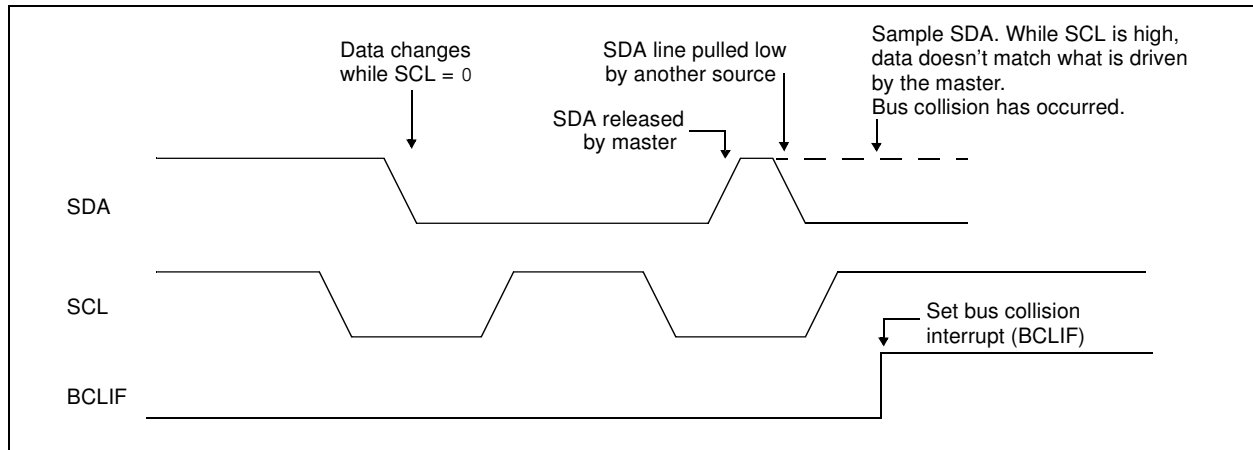 Data changes
while SCL = 0
SDA line pulled low
by another source
Sample SDA. While SCL is high,
data doesn't match what is driven
by the master.
Bus collision has occurred.
SDA released
by master
SDA
SCL
Set bus collision
interrupt (BCLIF)
BCLIF